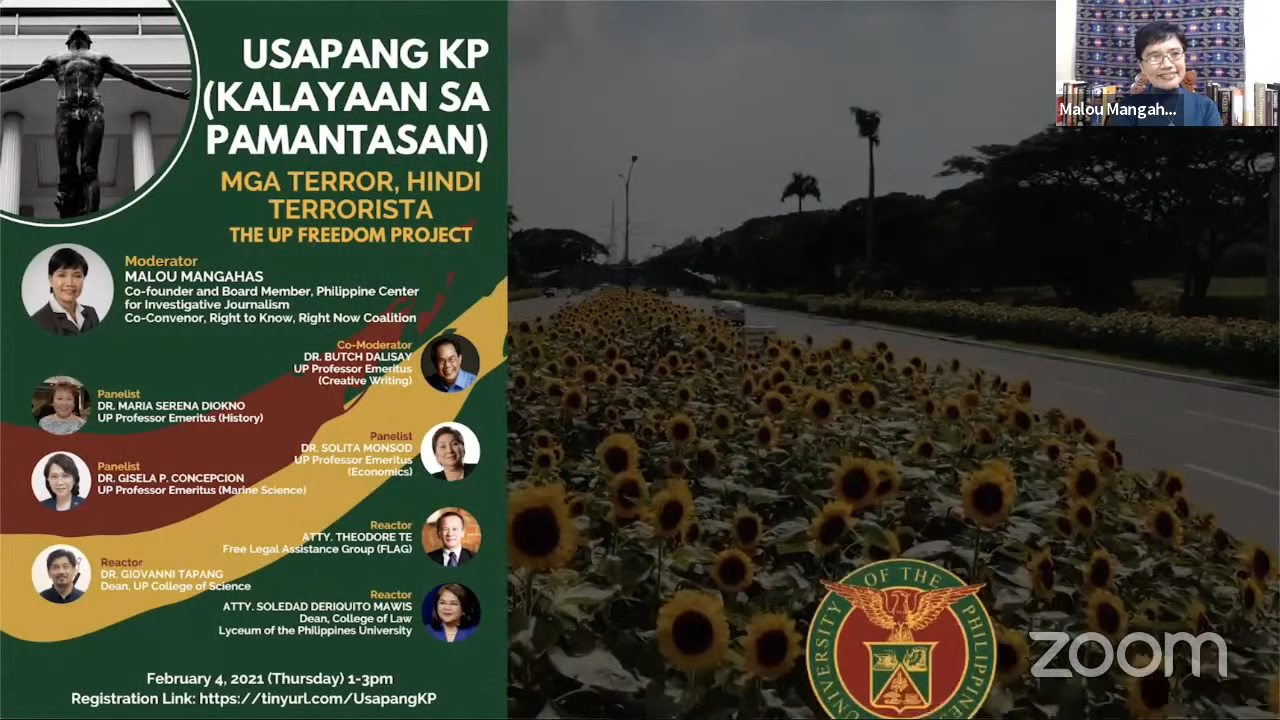 USAPANG KP
(KALAYAAN SA
PAMANTASAN)
MGA TERROR, HINDI
TERRORISTA
THE UP FREEDOM PROJECT
Moderator
MALOU MANGAHAS
Co-founder and Board Member, Philippine Center
for Investigative Journalism
Co-Convenor, Right to Know, Right Now Coalition
Co-Moderator
DR. BUTCH DALISAY
UP Professor Emeritus
(Creative Writing)
Panelist
DR. MARIA SERENA DIOKNO
UP Professor Emeritus (History)
Panelist
DR. SOLITA MONSOD
UP Professor Emeritus
(Economics)
Panelist
DR. GISELA P. CONCEPCION
UP Professor Emeritus (Marine Science)
Reactor
ATTY. THEODORE TE
Free Legal Assistance Group (FLAG)
Reactor
DR. GIOVANNI TAPANG
Dean, UP College of Science
Reactor
ATTY. SOLEDAD DERIQUITO MAWIS
Dean, College of Law
Lyceum of the Philippines University
February 4, 2021 (Thursday) 1-3pm
Registration Link: https://tinyurl.com/UsapangKP
Malou Mangah...
UNIVERSITY OF THE PHILIPPINES
zoom